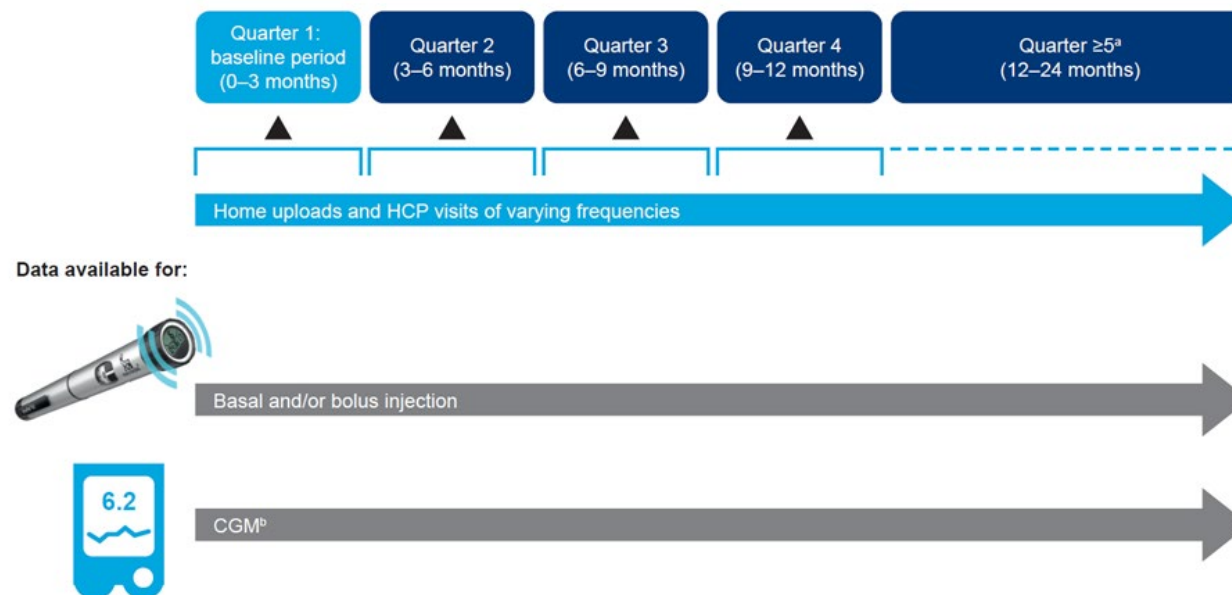 Quarter 1:
baseline period
(0–3 months)
Quarter 2
(3–6 months)
Quarter 3
(6–9 months)
Quarter 4
(9–12 months)
Quarter ≥5ᵃ
(12–24 months)
Home uploads and HCP visits of varying frequencies
Data available for:
Basal and/or bolus injection
6.2
CGMᵇ